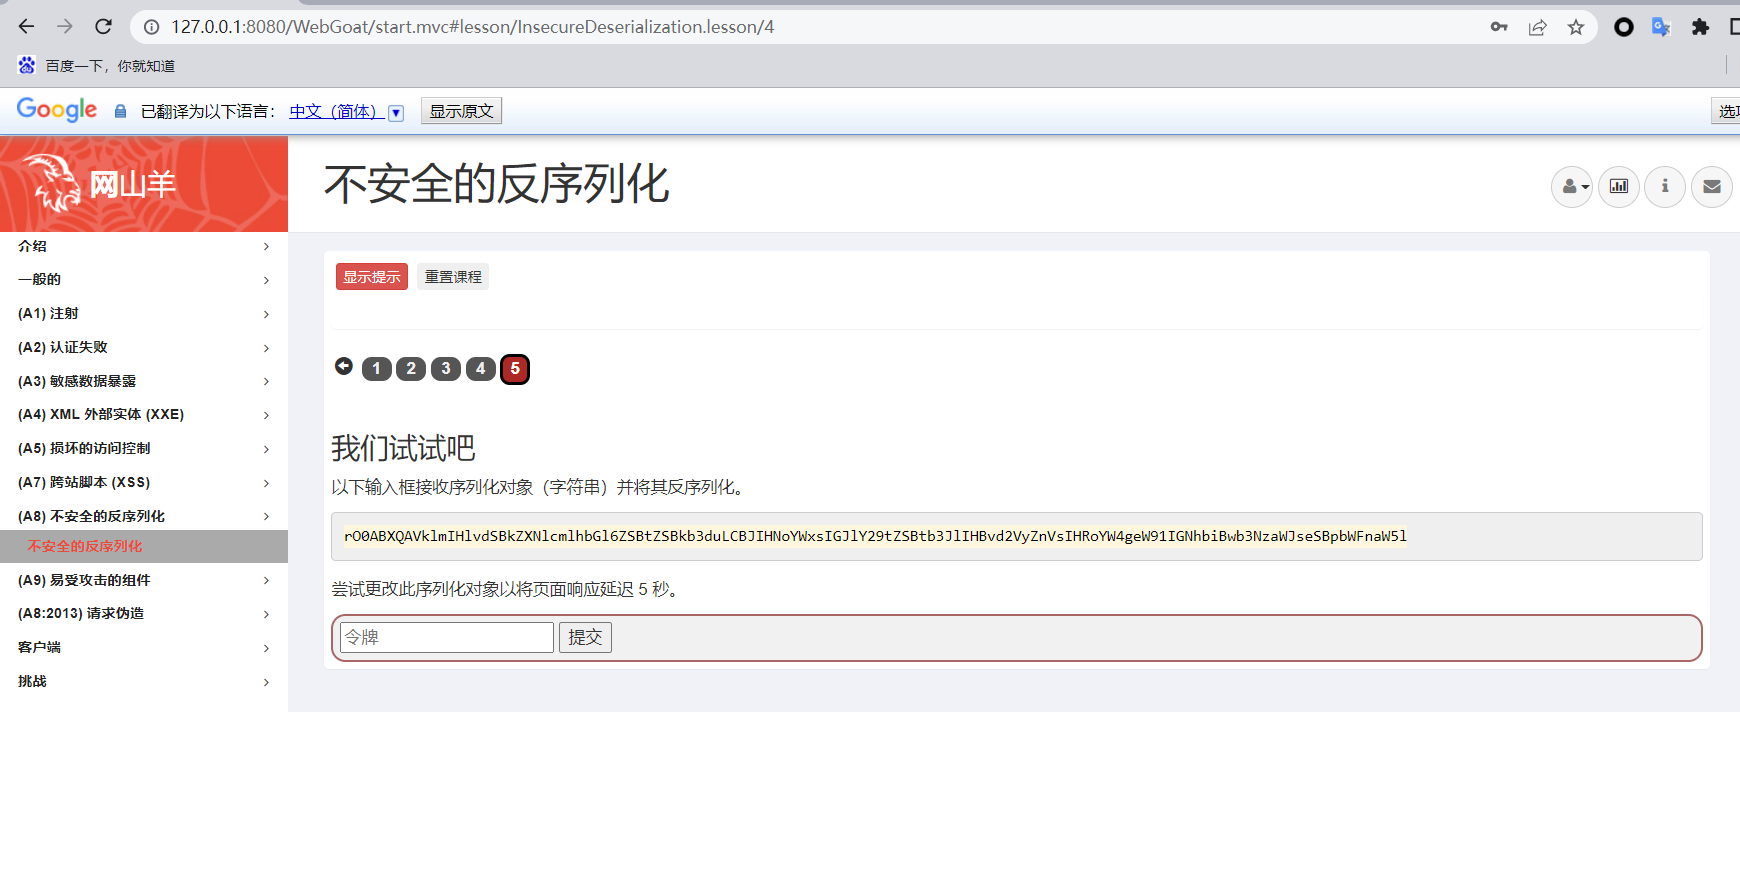 127.0.0.1:8080/WebGoat/start.mvc#lesson/InsecureDeserialization.lesson/4
百度一下，你就知道
Google 已翻译为以下语言： 中文（简体） 显示原文
网山羊
不安全的反序列化
介绍
一般的
(A1) 注射
(A2) 认证失败
(A3) 敏感数据暴露
(A4) XML 外部实体 (XXE)
(A5) 损坏的访问控制
(A7) 跨站脚本 (XSS)
(A8) 不安全的反序列化
不安全的反序列化
(A9) 易受攻击的组件
(A8:2013) 请求伪造
客户端
挑战
显示提示 重置课程
1 2 3 4 5
我们试试吧
以下输入框接收序列化对象（字符串）并将其反序列化。
rO0ABXQAVklmIHlvdSBkZXNlcmlhbGl6ZSBtZSBkb3duLCBJIHNoYWxsIGJlY29tZSBtb3JlIHBvd2VyZnVsIHRoYW4geW91IGNhbiBwb3NzaWJseSBpbWFnaW5l
尝试更改此序列化对象以将页面响应延迟 5 秒。
令牌 提交